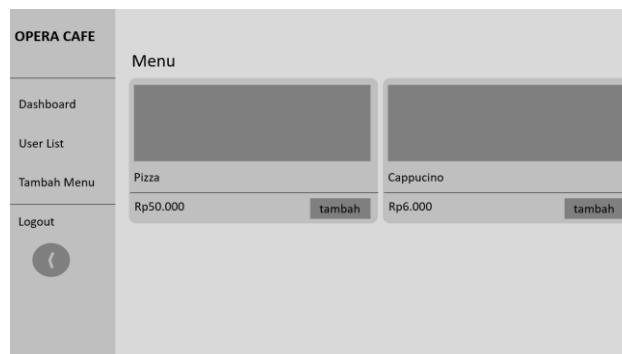 OPERA CAFE
Dashboard
User List
Tambah Menu
Logout
Menu
Pizza
Rp50.000
tambah
Cappucino
Rp6.000
tambah